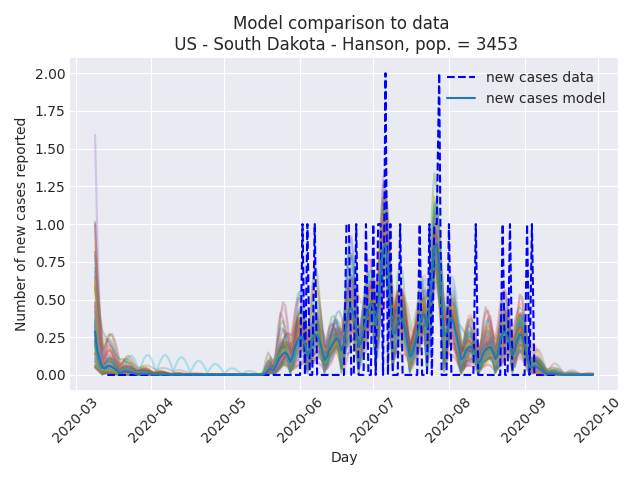 Model comparison to data
US - South Dakota - Hanson, pop. = 3453
new cases data
new cases model
Number of new cases reported
2.00
1.75
1.50
1.25
1.00
0.75
0.50
0.25
0.00
2020-03
2020-04
2020-05
2020-06
2020-07
2020-08
2020-09
2020-10
Day